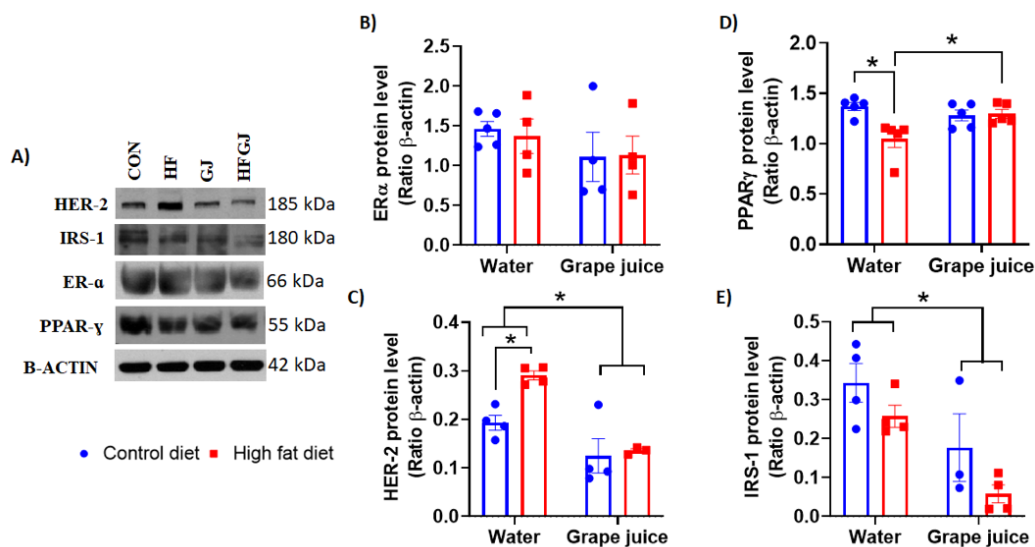 A)
CON HF GJ HFGJ
HER-2 185 kDa
IRS-1 180 kDa
ER-α 66 kDa
PPAR-γ 55 kDa
B-ACTIN 42 kDa
Control diet High fat diet
B)
ERα protein level
(Ratio β-actin)
2.5
2.0
1.5
1.0
0.5
0.0
Water Grape juice
C)
HER-2 protein level
(Ratio β-actin)
0.4
0.3
0.2
0.1
0.0
*
*
Water Grape juice
D)
PPARγ protein level
(Ratio β-actin)
2.0
1.5
1.0
0.5
0.0
* *
Water Grape juice
E)
IRS-1 protein level
(Ratio β-actin)
0.5
0.4
0.3
0.2
0.1
0.0
*
Water Grape juice